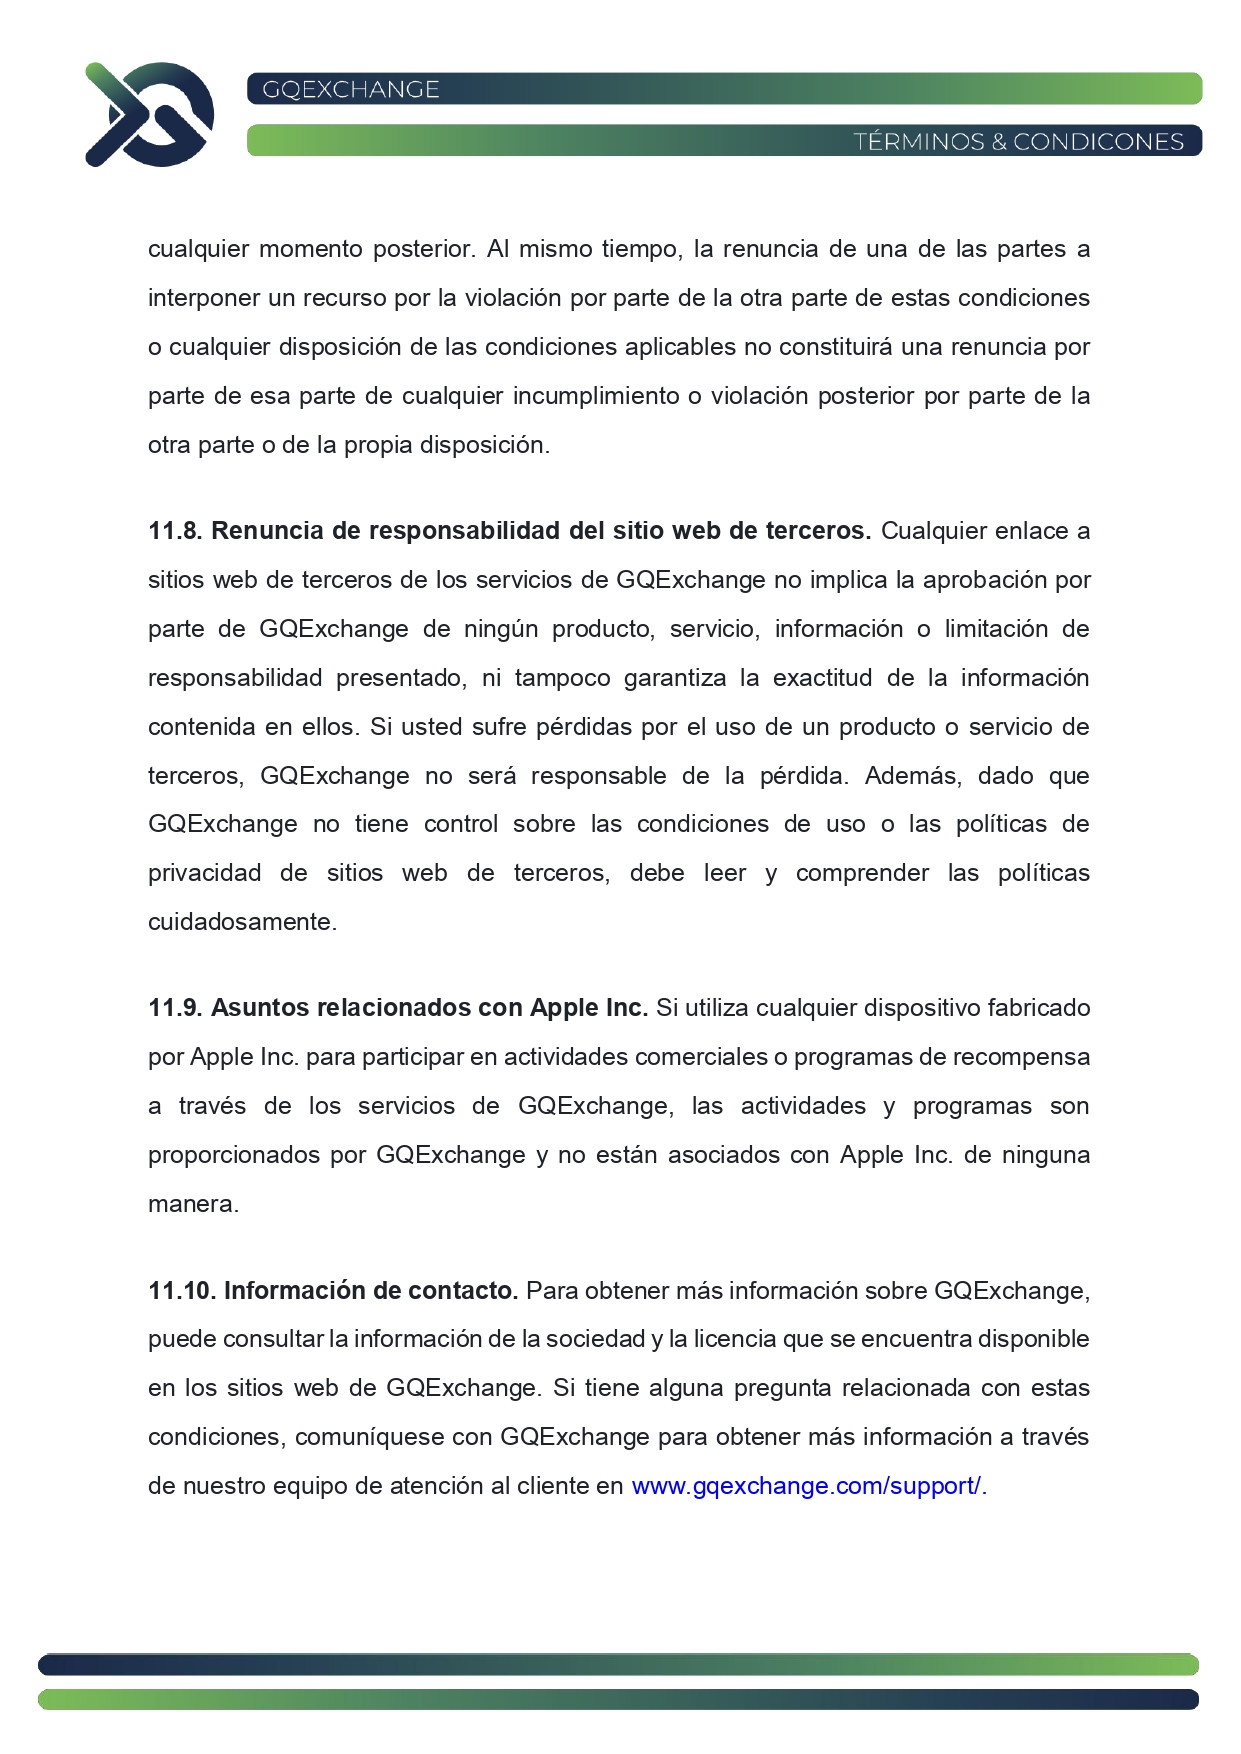 GQEXCHANGE
TÉRMINOS & CONDICONES
cualquier momento posterior. Al mismo tiempo, la renuncia de una de las partes a
interponer un recurso por la violación por parte de la otra parte de estas condiciones
o cualquier disposición de las condiciones aplicables no constituirá una renuncia por
parte de esa parte de cualquier incumplimiento o violación posterior por parte de la
otra parte o de la propia disposición.
11.8. Renuncia de responsabilidad del sitio web de terceros. Cualquier enlace a
sitios web de terceros de los servicios de GQExchange no implica la aprobación por
parte de GQExchange de ningún producto, servicio, información o limitación de
responsabilidad presentado, ni tampoco garantiza la exactitud de la información
contenida en ellos. Si usted sufre pérdidas por el uso de un producto o servicio de
terceros, GQExchange no será responsable de la pérdida. Además, dado que
GQExchange no tiene control sobre las condiciones de uso o las políticas de
privacidad de sitios web de terceros, debe leer y comprender las políticas
cuidadosamente.
11.9. Asuntos relacionados con Apple Inc. Si utiliza cualquier dispositivo fabricado
por Apple Inc. para participar en actividades comerciales o programas de recompensa
a través de los servicios de GQExchange, las actividades y programas son
proporcionados por GQExchange y no están asociados con Apple Inc. de ninguna
manera.
11.10. Información de contacto. Para obtener más información sobre GQExchange,
puede consultar la información de la sociedad y la licencia que se encuentra disponible
en los sitios web de GQExchange. Si tiene alguna pregunta relacionada con estas
condiciones, comuníquese con GQExchange para obtener más información a través
de nuestro equipo de atención al cliente en www.gqexchange.com/support/.